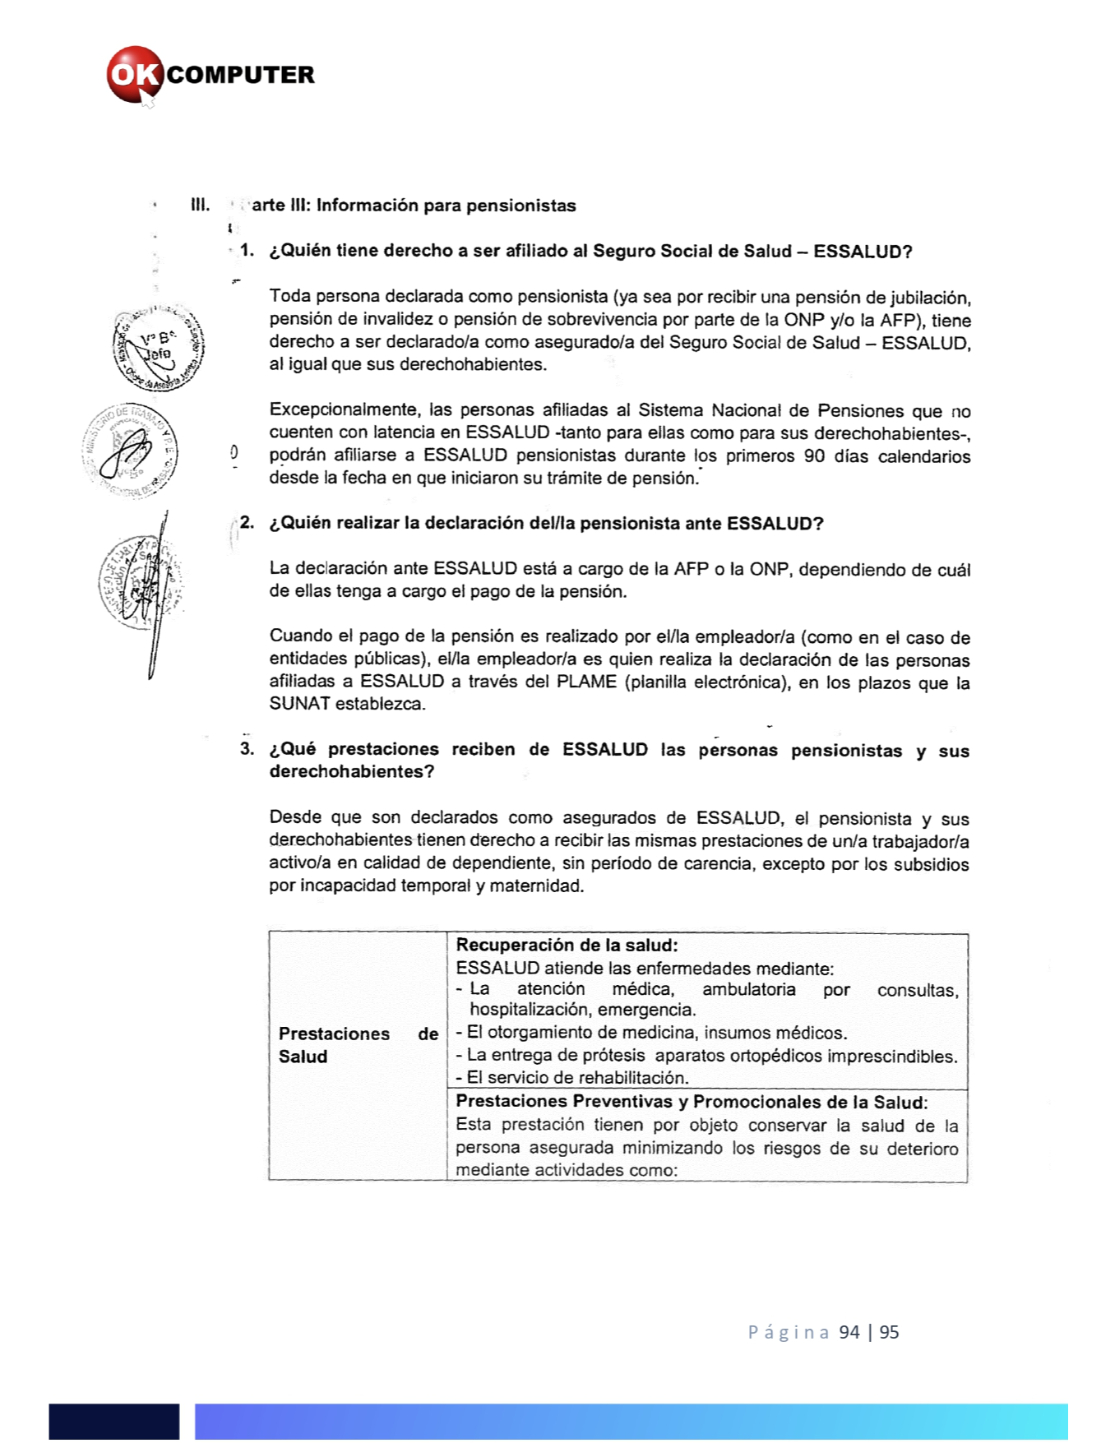 OK COMPUTER
III. arte III: Información para pensionistas
1. ¿Quién tiene derecho a ser afiliado al Seguro Social de Salud – ESSALUD?
Toda persona declarada como pensionista (ya sea por recibir una pensión de jubilación,
pensión de invalidez o pensión de sobrevivencia por parte de la ONP y/o la AFP), tiene
derecho a ser declarado/a como asegurado/a del Seguro Social de Salud – ESSALUD,
al igual que sus derechohabientes.
Vº Bº
Jefe
Excepcionalmente, las personas afiliadas al Sistema Nacional de Pensiones que no
cuenten con latencia en ESSALUD -tanto para ellas como para sus derechohabientes-,
podrán afiliarse a ESSALUD pensionistas durante los primeros 90 días calendarios
desde la fecha en que iniciaron su trámite de pensión.
2. ¿Quién realizar la declaración del/la pensionista ante ESSALUD?
La declaración ante ESSALUD está a cargo de la AFP o la ONP, dependiendo de cuál
de ellas tenga a cargo el pago de la pensión.
Cuando el pago de la pensión es realizado por el/la empleador/a (como en el caso de
entidades públicas), el/la empleador/a es quien realiza la declaración de las personas
afiliadas a ESSALUD a través del PLAME (planilla electrónica), en los plazos que la
SUNAT establezca.
3. ¿Qué prestaciones reciben de ESSALUD las personas pensionistas y sus
derechohabientes?
Desde que son declarados como asegurados de ESSALUD, el pensionista y sus
derechohabientes tienen derecho a recibir las mismas prestaciones de un/a trabajador/a
activo/a en calidad de dependiente, sin período de carencia, excepto por los subsidios
por incapacidad temporal y maternidad.
Prestaciones de
Salud
Recuperación de la salud:
ESSALUD atiende las enfermedades mediante:
- La atención médica, ambulatoria por consultas,
hospitalización, emergencia.
- El otorgamiento de medicina, insumos médicos.
- La entrega de prótesis aparatos ortopédicos imprescindibles.
- El servicio de rehabilitación.
Prestaciones Preventivas y Promocionales de la Salud:
Esta prestación tienen por objeto conservar la salud de la
persona asegurada minimizando los riesgos de su deterioro
mediante actividades como:
Página 94 | 95